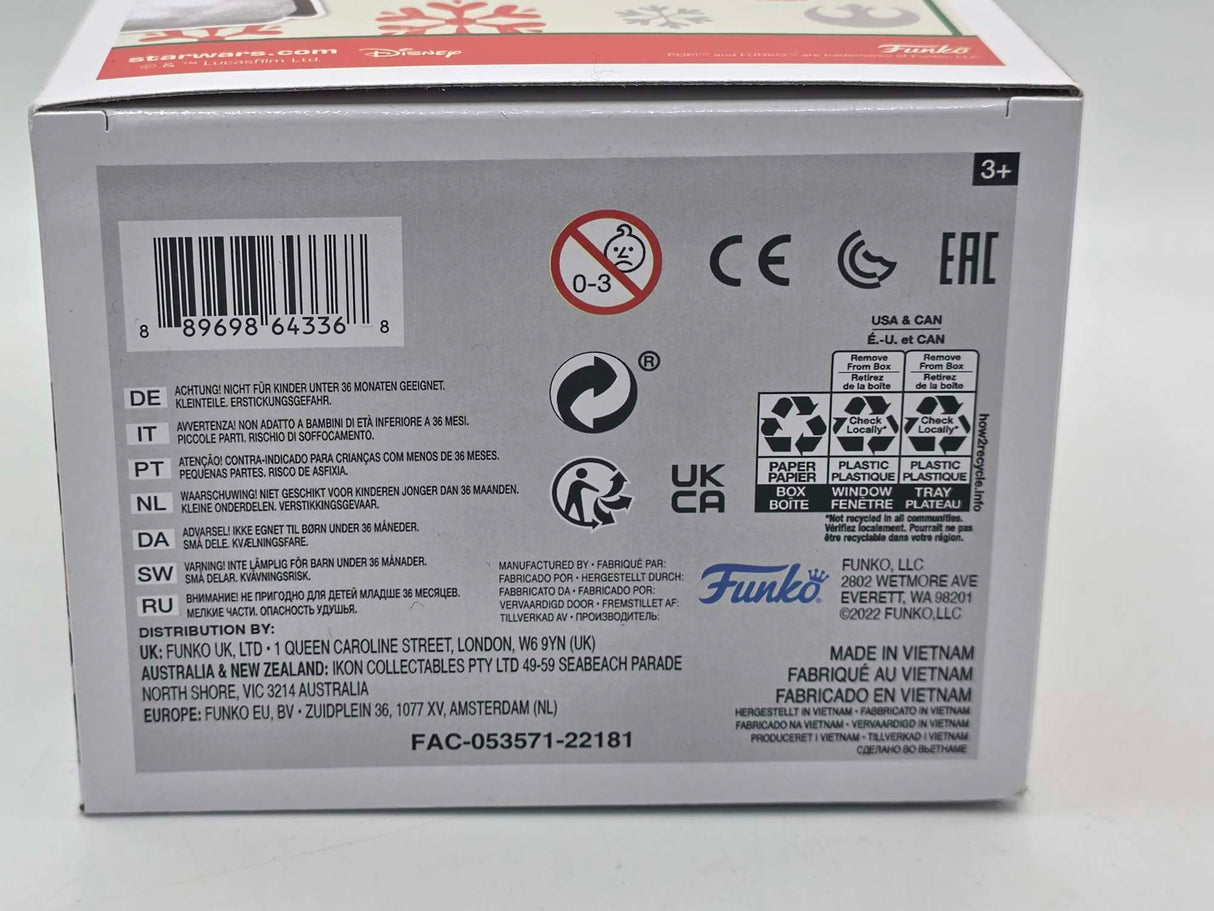 starwars.com Disney
© & ™ Lucasfilm Ltd.
POP!™ and FUNKO™ are trademarks of Funko, LLC
Funko
3+
8 89698 64336 8
0-3
CE
EAC
USA & CAN
É.-U. et CAN
Remove From Box
Retirez de la boîte
Remove From Box
Retirez de la boîte
Check Locally*
Check Locally*
PAPER PAPIER
PLASTIC PLASTIQUE
PLASTIC PLASTIQUE
BOX BOÎTE
WINDOW FENÊTRE
TRAY PLATEAU
how2recycle.info
*Not recycled in all communities.
Vérifiez localement. Pourrait ne pas
être recyclable dans votre région.
®
UK
CA
DE ACHTUNG! NICHT FÜR KINDER UNTER 36 MONATEN GEEIGNET.
KLEINTEILE. ERSTICKUNGSGEFAHR.
IT AVVERTENZA! NON ADATTO A BAMBINI DI ETÀ INFERIORE A 36 MESI.
PICCOLE PARTI. RISCHIO DI SOFFOCAMENTO.
PT ATENÇÃO! CONTRA-INDICADO PARA CRIANÇAS COM MENOS DE 36 MESES.
PEQUENAS PARTES. RISCO DE ASFIXIA.
NL WAARSCHUWING! NIET GESCHIKT VOOR KINDEREN JONGER DAN 36 MAANDEN.
KLEINE ONDERDELEN. VERSTIKKINGSGEVAAR.
DA ADVARSEL! IKKE EGNET TIL BØRN UNDER 36 MÅNEDER.
SMÅ DELE. KVÆLNINGSFARE.
SW VARNING! INTE LÄMPLIG FÖR BARN UNDER 36 MÅNADER.
SMÅ DELAR. KVÄVNINGSRISK.
RU ВНИМАНИЕ! НЕ ПРИГОДНО ДЛЯ ДЕТЕЙ МЛАДШЕ 36 МЕСЯЦЕВ.
МЕЛКИЕ ЧАСТИ. ОПАСНОСТЬ УДУШЬЯ.
MANUFACTURED BY • FABRIQUÉ PAR:
FABRICADO POR • HERGESTELLT DURCH:
FABBRICATO DA • FABRICADO POR:
VERVAARDIGD DOOR • FREMSTILLET AF:
TILLVERKAD AV • ПРОИЗВОДИТЕЛЬ:
Funko®
FUNKO, LLC
2802 WETMORE AVE
EVERETT, WA 98201
©2022 FUNKO,LLC
DISTRIBUTION BY:
UK: FUNKO UK, LTD • 1 QUEEN CAROLINE STREET, LONDON, W6 9YN (UK)
AUSTRALIA & NEW ZEALAND: IKON COLLECTABLES PTY LTD 49-59 SEABEACH PARADE
NORTH SHORE, VIC 3214 AUSTRALIA
EUROPE: FUNKO EU, BV • ZUIDPLEIN 36, 1077 XV, AMSTERDAM (NL)
FAC-053571-22181
MADE IN VIETNAM
FABRIQUÉ AU VIETNAM
FABRICADO EN VIETNAM
HERGESTELLT IN VIETNAM • FABBRICATO IN VIETNAM
FABRICADO NA VIETNAM • VERVAARDIGD IN VIETNAM
PRODUCERET I VIETNAM • TILLVERKAD I VIETNAM
СДЕЛАНО ВО ВЬЕТНАМЕ